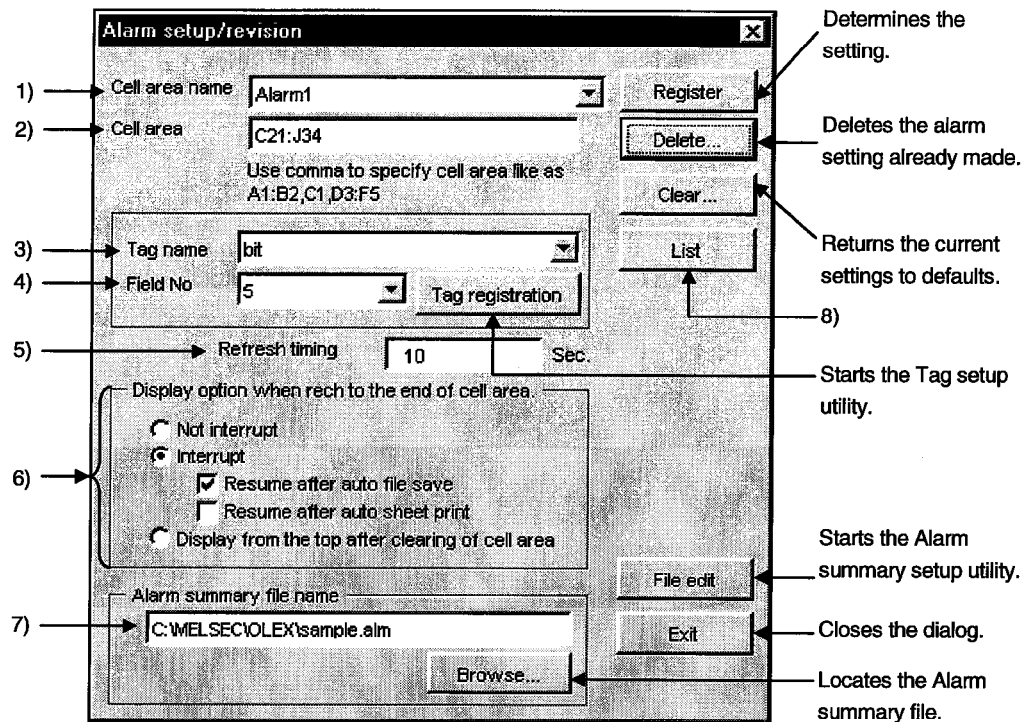 Alarm setup/revision
1)
Cell area name
Alarm1
2)
Cell area
C21:J34
Use comma to specify cell area like as
A1:B2,C1,D3:F5
3)
Tag name
bit
4)
Field No
5
Tag registration
5)
Refresh timing
10
Sec.
6)
Display option when rech to the end of cell area.
Not interrupt
Interrupt
Resume after auto file save
Resume after auto sheet print
Display from the top after clearing of cell area
7)
Alarm summary file name
C:\MELSEC\OLEX\sample.alm
Browse...
Register
Delete...
Clear...
List
File edit
Exit
Determines the
setting.
Deletes the alarm
setting already made.
Returns the current
settings to defaults.
8)
Starts the Tag setup
utility.
Starts the Alarm
summary setup utility.
Closes the dialog.
Locates the Alarm
summary file.